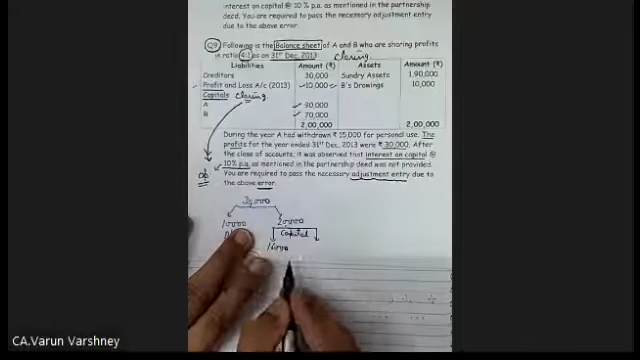 interest on capital @ 10 % p.a. as mentioned in the partnership
deed. You are required to pass the necessary adjustment entry
due to the above error.
Q9 Following is the Balance sheet of A and B who are sharing profits
in ratio 4:1 as on 31st Dec, 2013 Closing
Liabilities Amount (₹) Assets Amount (₹)
Creditors 30,000 Sundry Assets 1,90,000
Profit and Loss A/c (2013) 10,000 B's Drawings 10,000
Capitals Closing
A 90,000
B 70,000
2,00,000 2,00,000
During the year A had withdrawn ₹ 15,000 for personal use. The
profits for the year ended 31st Dec, 2013 were ₹ 30,000. After
the close of accounts, it was observed that interest on capital @
10% p.a. as mentioned in the partnership deed was not provided.
You are required to pass the necessary adjustment entry due to
the above error.
30,000
10000 20000
Capital
16000
CA.Varun Varshney